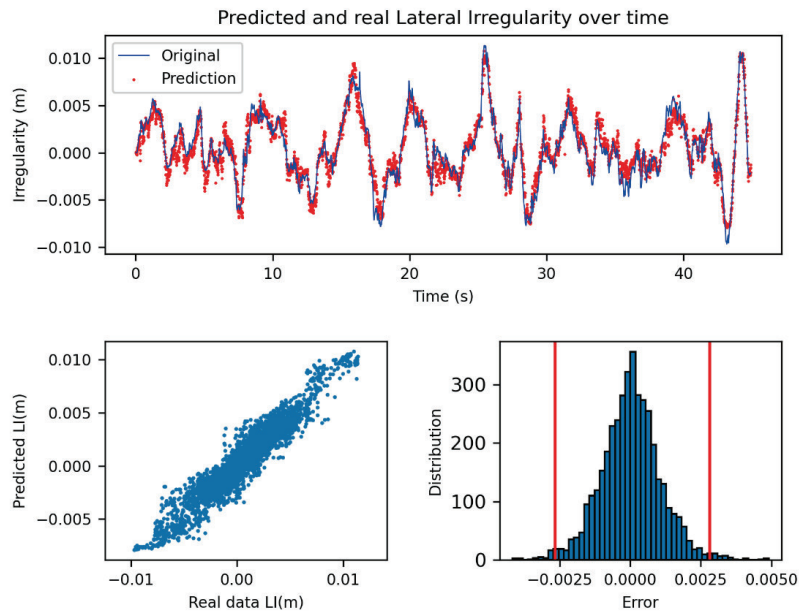 Predicted and real Lateral Irregularity over time
Irregularity (m)
0.010
0.005
0.000
−0.005
−0.010
Original
Prediction
0 10 20 30 40
Time (s)
Predicted LI(m)
0.010
0.005
0.000
−0.005
−0.01 0.00 0.01
Real data LI(m)
Distribution
300
200
100
0
−0.0025 0.0000 0.0025 0.0050
Error